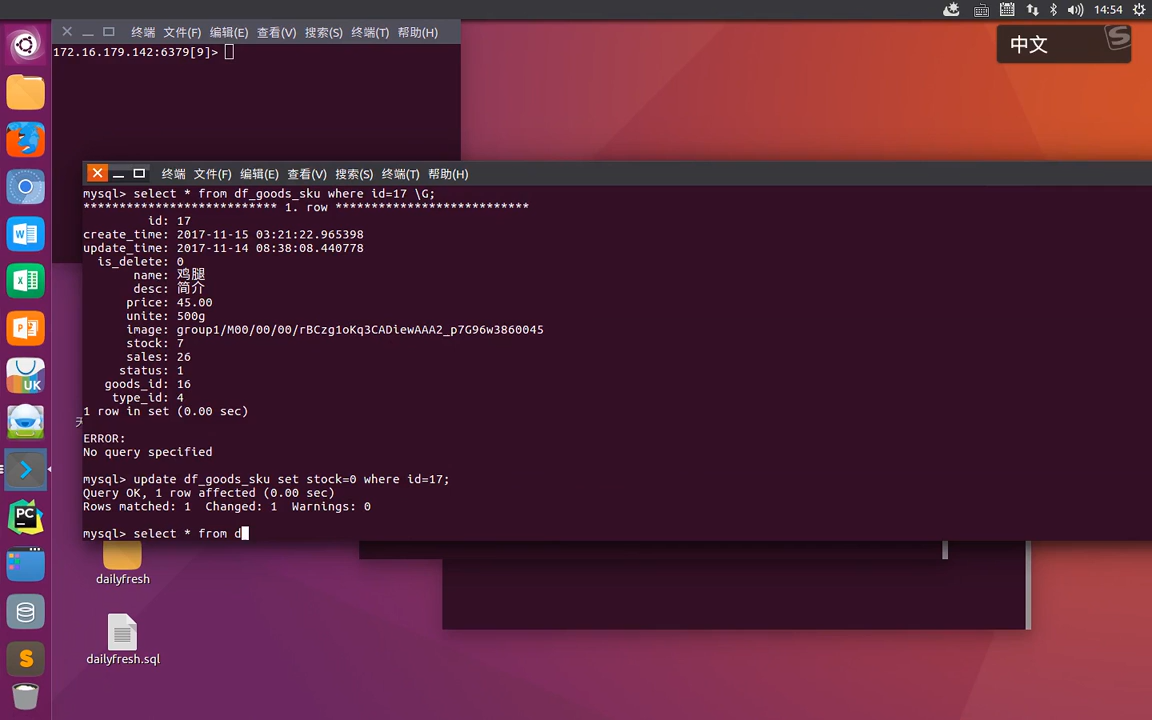 14:54
中文
终端 文件(F) 编辑(E) 查看(V) 搜索(S) 终端(T) 帮助(H)
172.16.179.142:6379[9]>
终端 文件(F) 编辑(E) 查看(V) 搜索(S) 终端(T) 帮助(H)
mysql> select * from df_goods_sku where id=17 \G;
*************************** 1. row ***************************
id: 17
create_time: 2017-11-15 03:21:22.965398
update_time: 2017-11-14 08:38:08.440778
is_delete: 0
name: 鸡腿
desc: 简介
price: 45.00
unite: 500g
image: group1/M00/00/00/rBCzg1oKq3CADiewAAA2_p7G96w3860045
stock: 7
sales: 26
status: 1
goods_id: 16
type_id: 4
1 row in set (0.00 sec)
ERROR:
No query specified
mysql> update df_goods_sku set stock=0 where id=17;
Query OK, 1 row affected (0.00 sec)
Rows matched: 1 Changed: 1 Warnings: 0
mysql> select * from d
dailyfresh
dailyfresh.sql
W
X
P
UK
PC
S